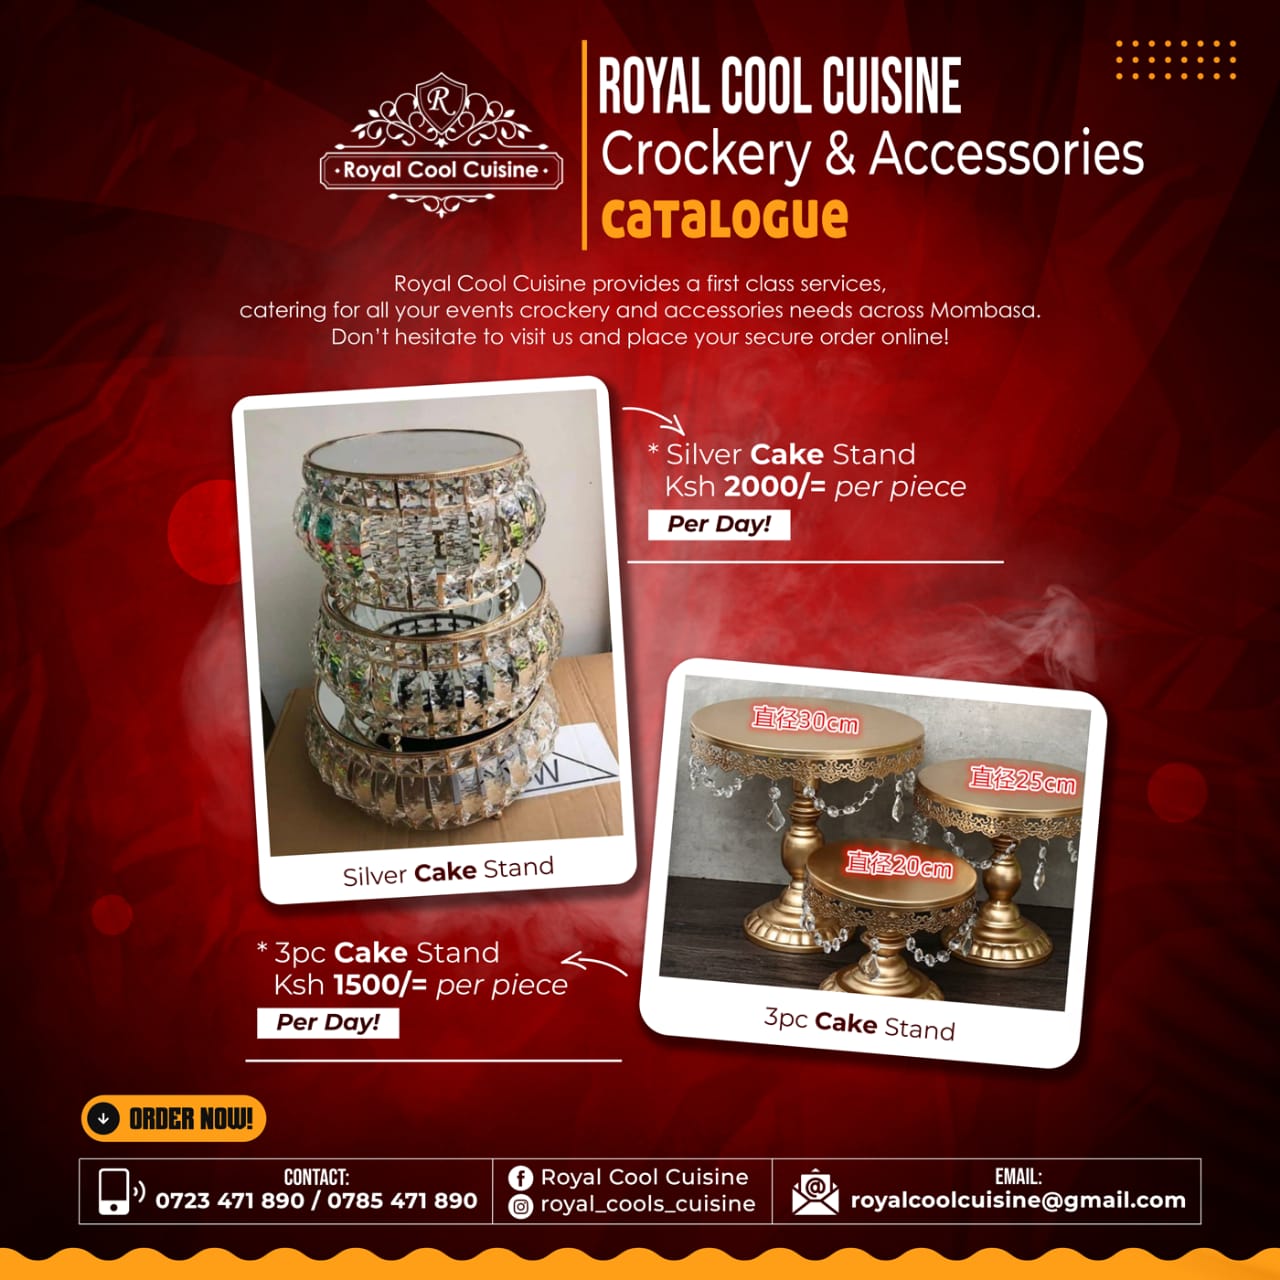 R
Royal Cool Cuisine
ROYAL COOL CUISINE
Crockery & Accessories
CATALOGUE
Royal Cool Cuisine provides a first class services,
catering for all your events crockery and accessories needs across Mombasa.
Don't hesitate to visit us and place your secure order online!
* Silver Cake Stand
Ksh 2000/= per piece
Per Day!
W
Silver Cake Stand
直径30cm
直径25cm
直径20cm
3pc Cake Stand
* 3pc Cake Stand
Ksh 1500/= per piece
Per Day!
ORDER NOW!
CONTACT:
0723 471 890 / 0785 471 890
Royal Cool Cuisine
royal_cools_cuisine
EMAIL:
royalcoolcuisine@gmail.com